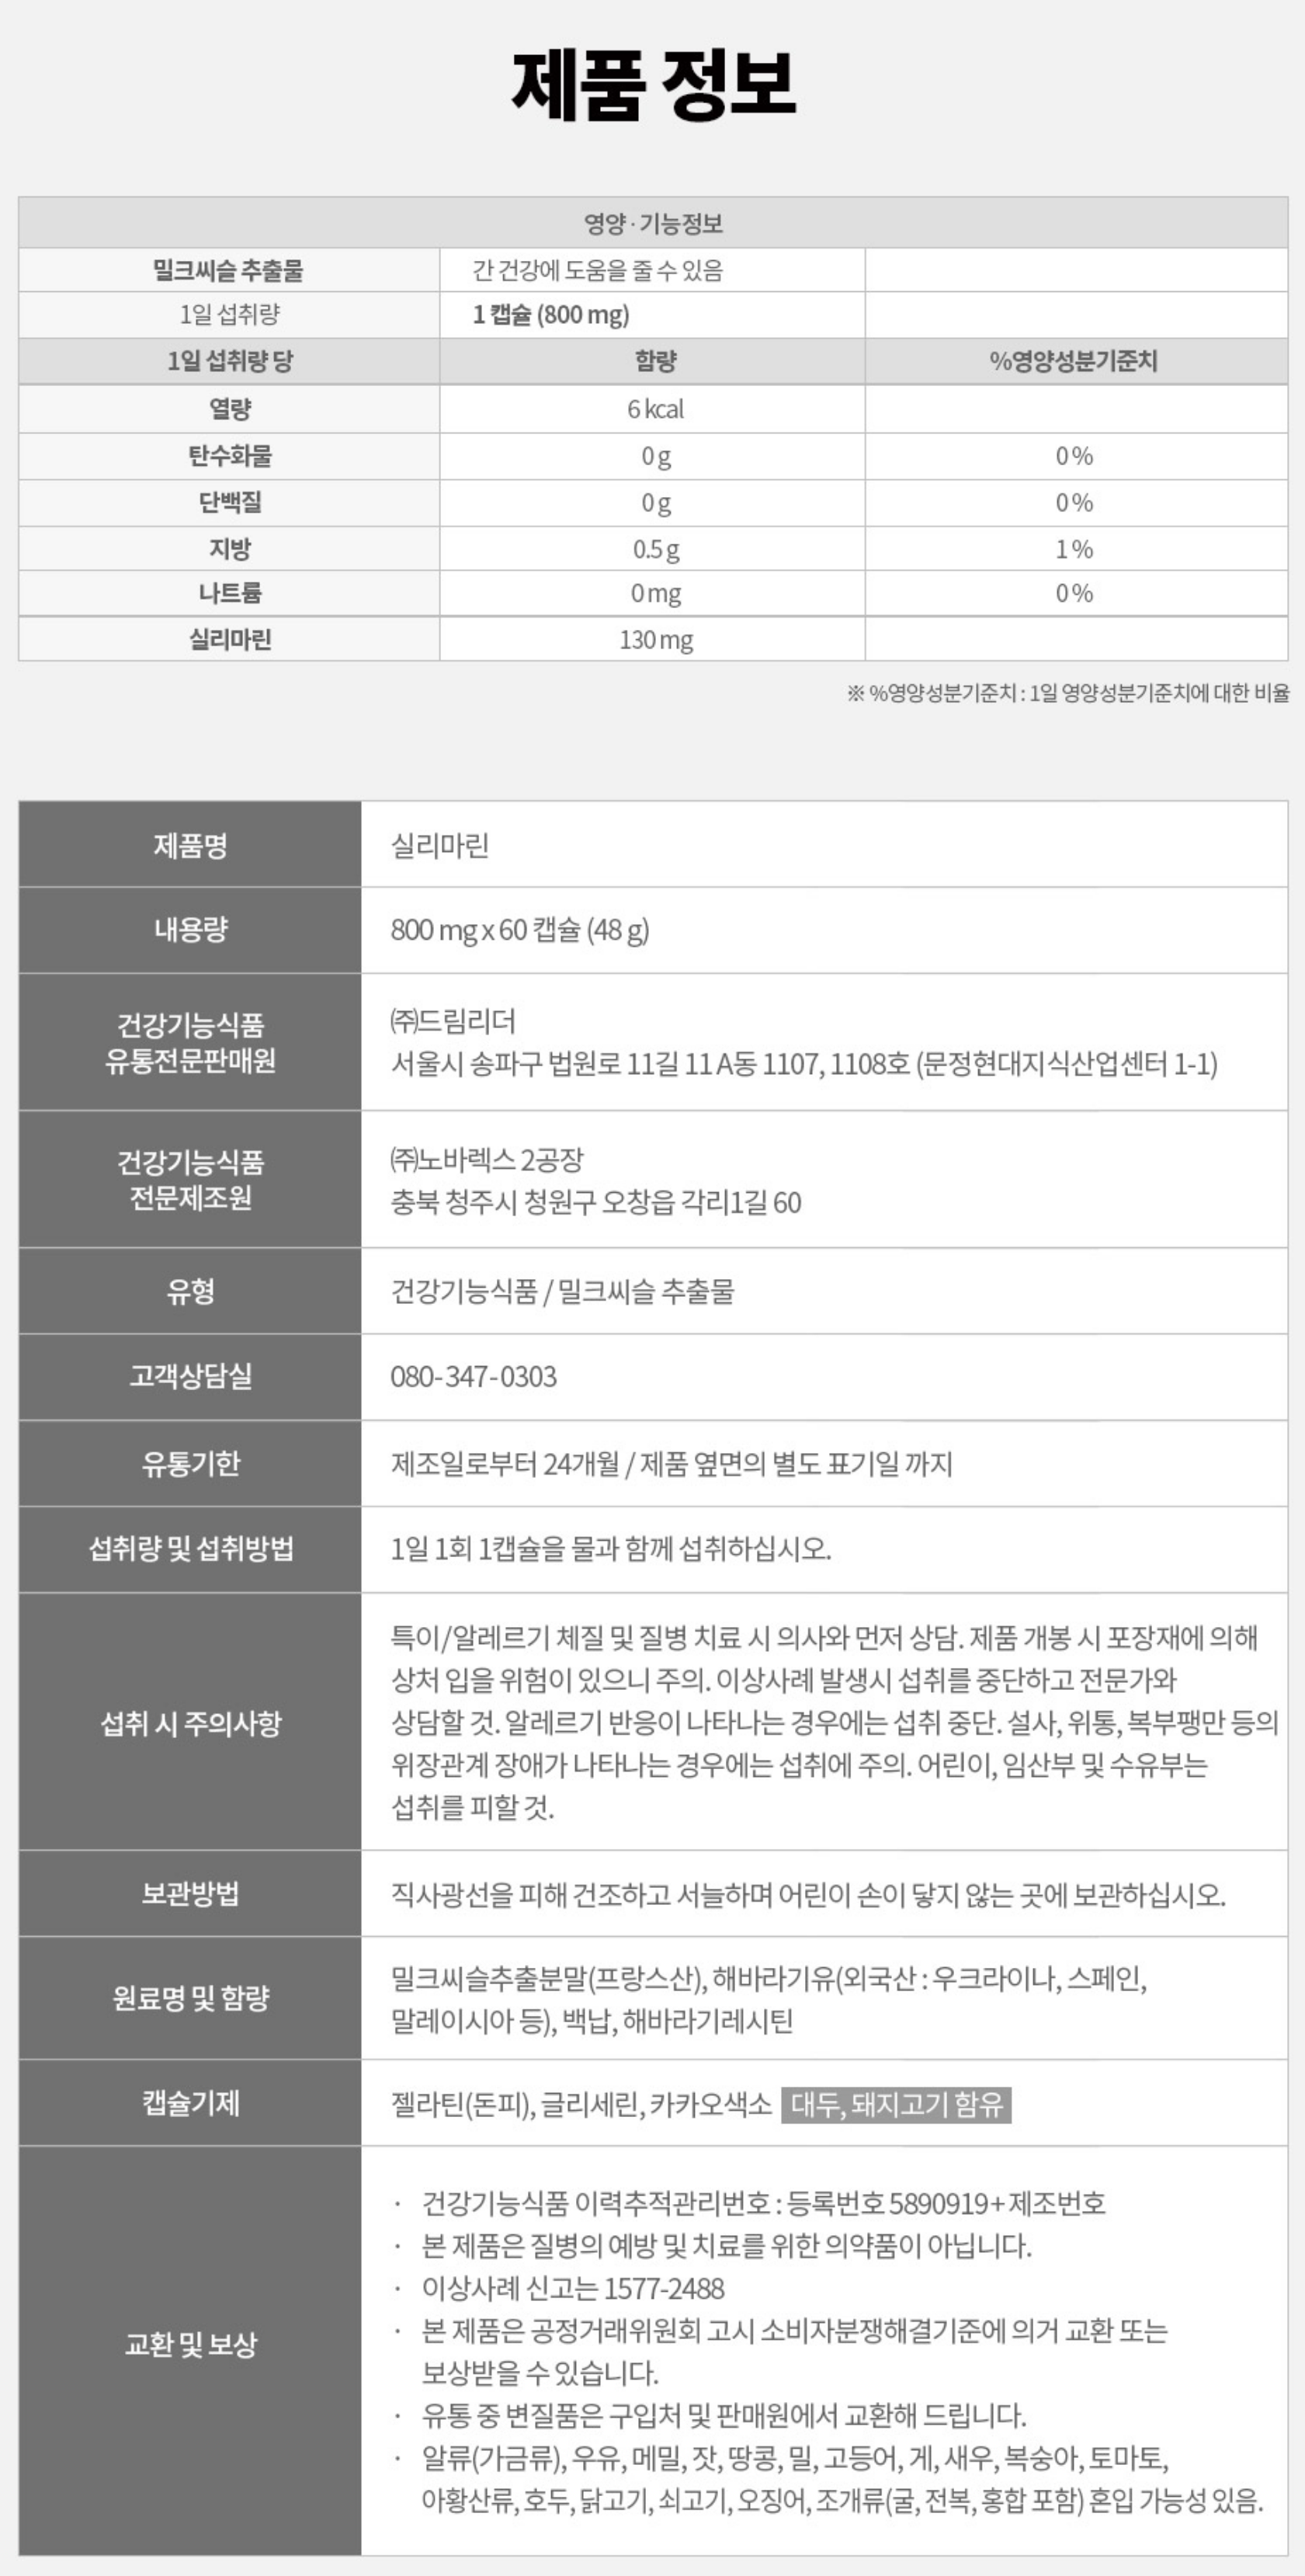 제품 정보
영양 · 기능정보
밀크씨슬 추출물 간 건강에 도움을 줄 수 있음
1일 섭취량 1 캡슐 (800 mg)
1일 섭취량 당 함량 %영양성분기준치
열량 6 kcal
탄수화물 0 g 0 %
단백질 0 g 0 %
지방 0.5 g 1 %
나트륨 0 mg 0 %
실리마린 130 mg
※ %영양성분기준치 : 1일 영양성분기준치에 대한 비율
제품명 실리마린
내용량 800 mg x 60 캡슐 (48 g)
건강기능식품
유통전문판매원
㈜드림리더
서울시 송파구 법원로 11길 11 A동 1107, 1108호 (문정현대지식산업센터 1-1)
건강기능식품
전문제조원
㈜노바렉스 2공장
충북 청주시 청원구 오창읍 각리1길 60
유형 건강기능식품 / 밀크씨슬 추출물
고객상담실 080-347-0303
유통기한 제조일로부터 24개월 / 제품 옆면의 별도 표기일 까지
섭취량 및 섭취방법 1일 1회 1캡슐을 물과 함께 섭취하십시오.
섭취 시 주의사항
특이/알레르기 체질 및 질병 치료 시 의사와 먼저 상담. 제품 개봉 시 포장재에 의해
상처 입을 위험이 있으니 주의. 이상사례 발생시 섭취를 중단하고 전문가와
상담할 것. 알레르기 반응이 나타나는 경우에는 섭취 중단. 설사, 위통, 복부팽만 등의
위장관계 장애가 나타나는 경우에는 섭취에 주의. 어린이, 임산부 및 수유부는
섭취를 피할 것.
보관방법 직사광선을 피해 건조하고 서늘하며 어린이 손이 닿지 않는 곳에 보관하십시오.
원료명 및 함량
밀크씨슬추출분말(프랑스산), 해바라기유(외국산 : 우크라이나, 스페인,
말레이시아 등), 백납, 해바라기레시틴
캡슐기제 젤라틴(돈피), 글리세린, 카카오색소 대두, 돼지고기 함유
교환 및 보상
· 건강기능식품 이력추적관리번호 : 등록번호 5890919+제조번호
· 본 제품은 질병의 예방 및 치료를 위한 의약품이 아닙니다.
· 이상사례 신고는 1577-2488
· 본 제품은 공정거래위원회 고시 소비자분쟁해결기준에 의거 교환 또는
보상받을 수 있습니다.
· 유통 중 변질품은 구입처 및 판매원에서 교환해 드립니다.
· 알류(가금류), 우유, 메밀, 잣, 땅콩, 밀, 고등어, 게, 새우, 복숭아, 토마토,
아황산류, 호두, 닭고기, 쇠고기, 오징어, 조개류(굴, 전복, 홍합 포함) 혼입 가능성 있음.